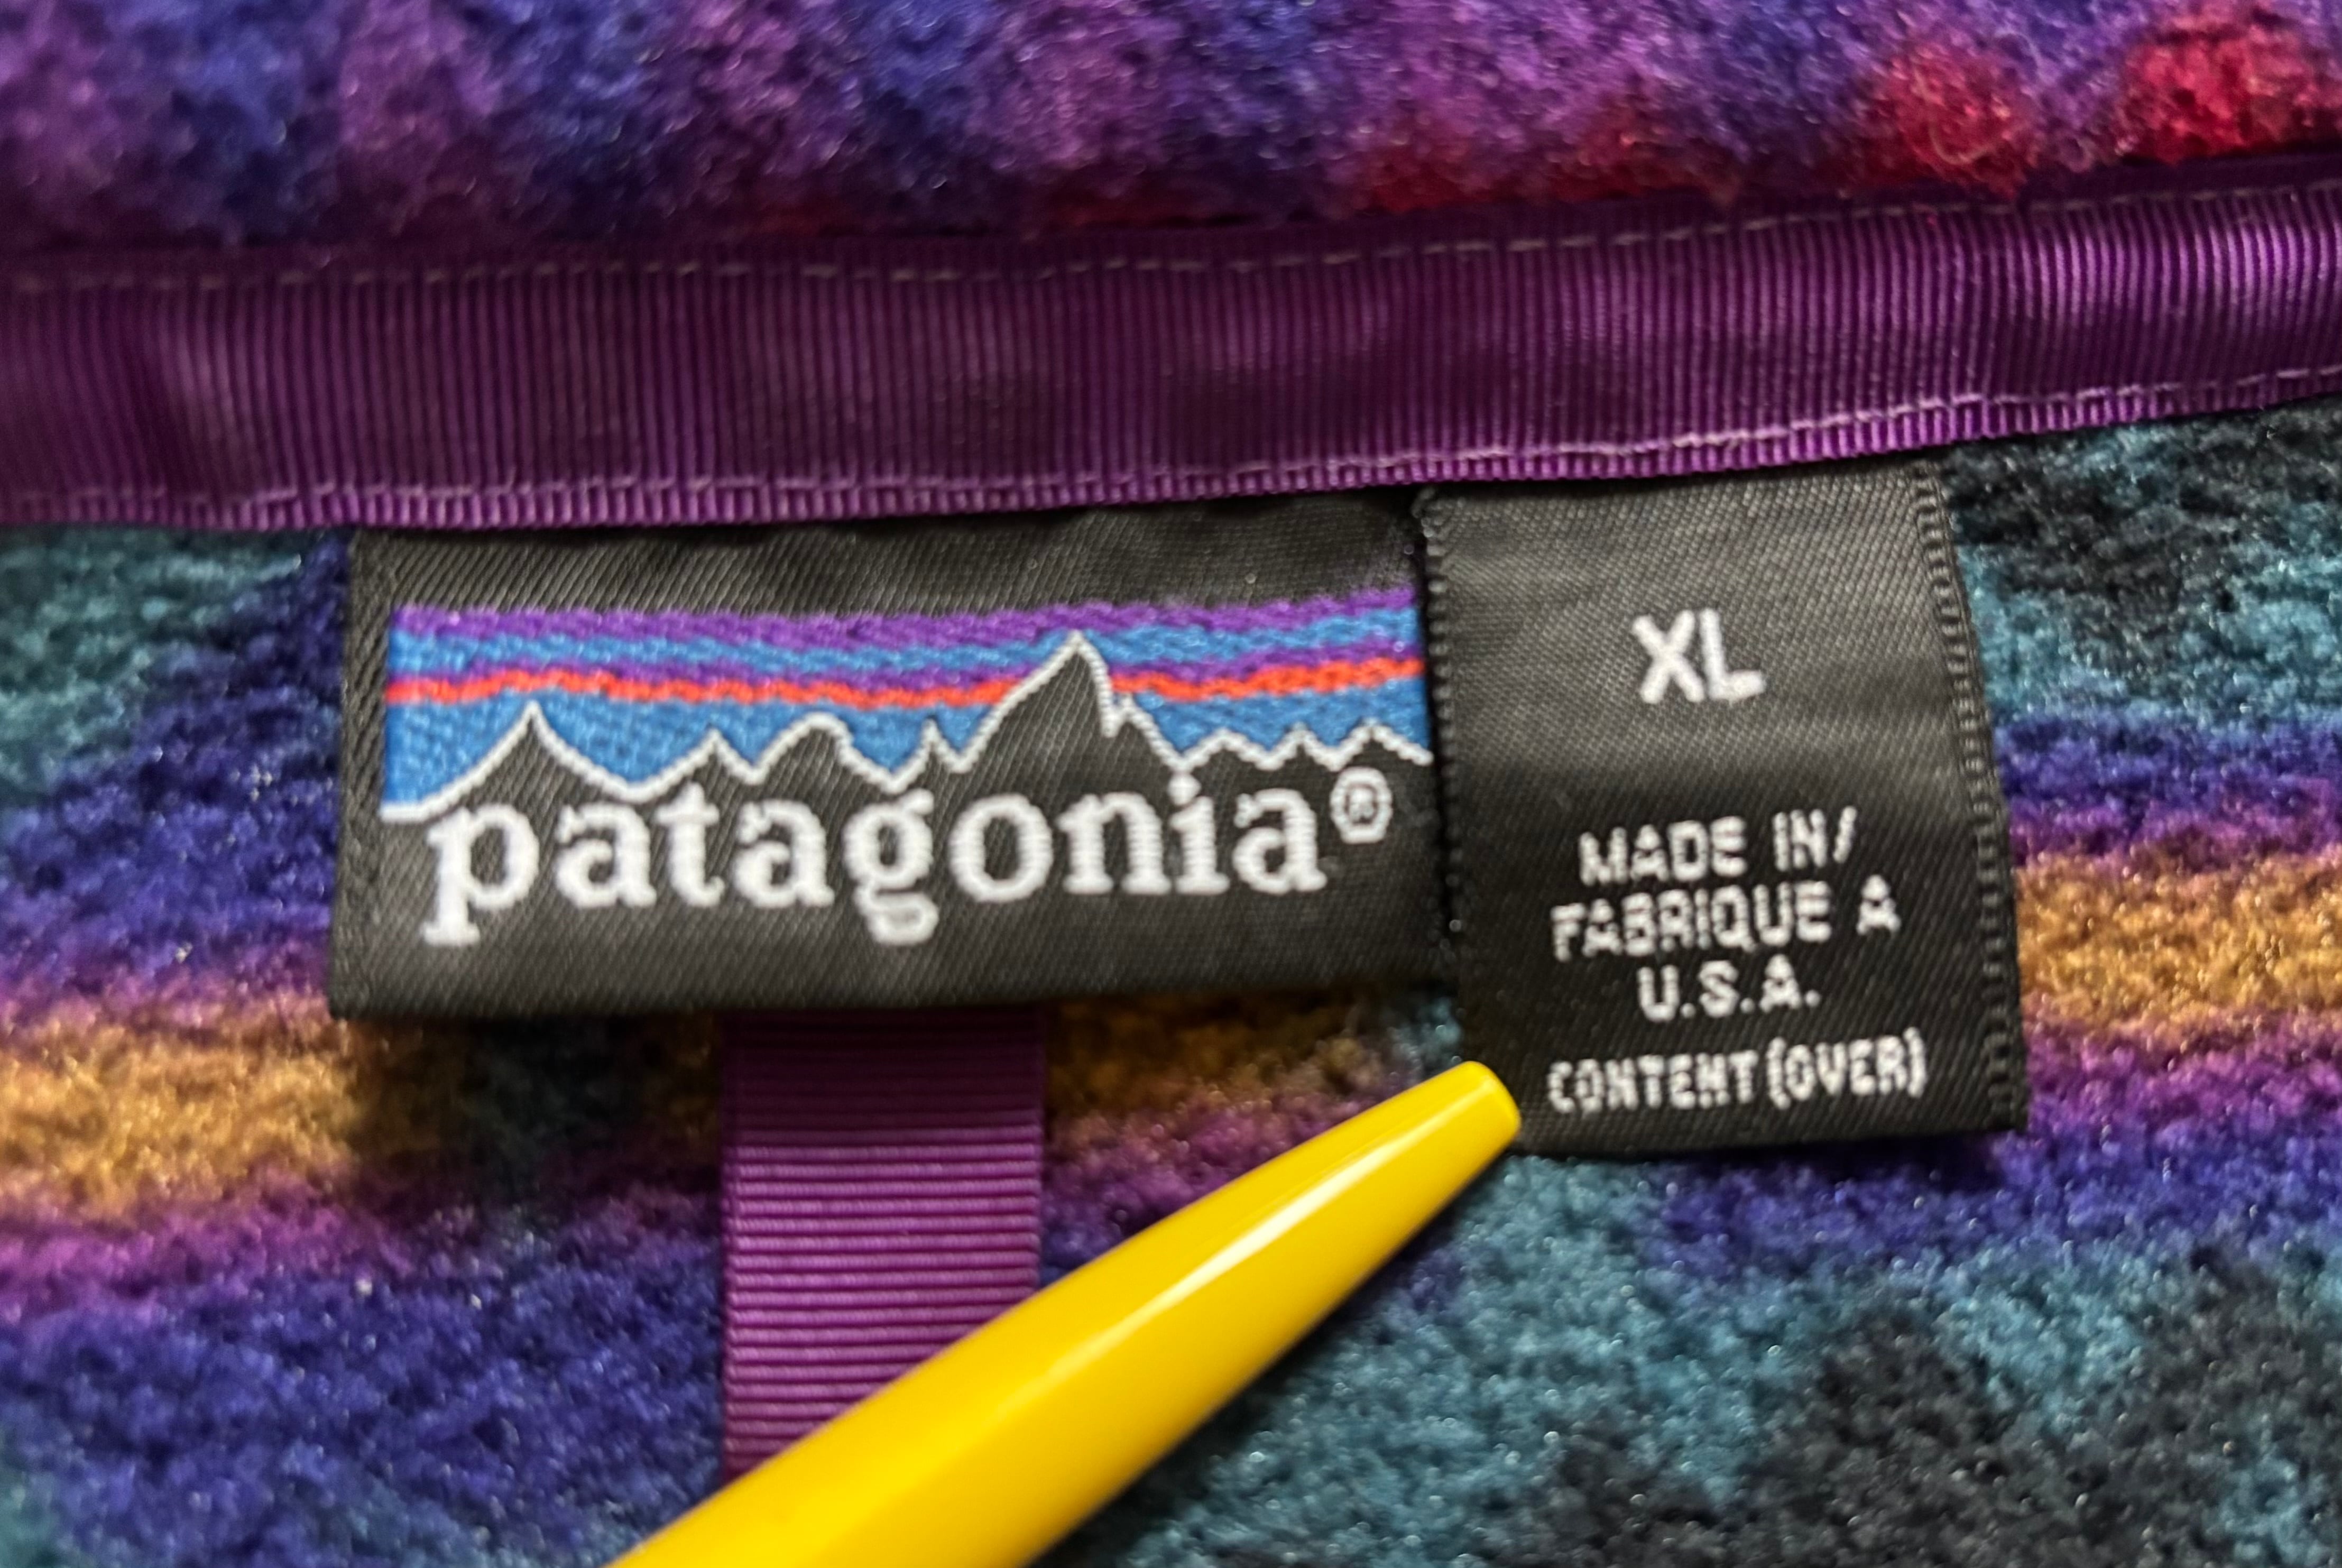 patagonia®
XL
MADE IN/
FABRIQUE A
U.S.A.
CONTENT (OVER)